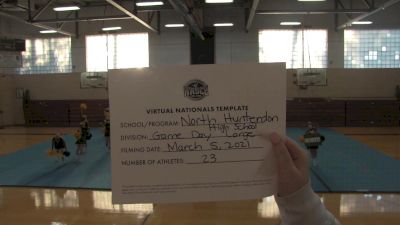 VIRTUAL NATIONALS TEMPLATE
SCHOOL/PROGRAM: North Hunterdon High School
DIVISION: Game Day Large
FILMING DATE: March 5, 2021
NUMBER OF ATHLETES: 23